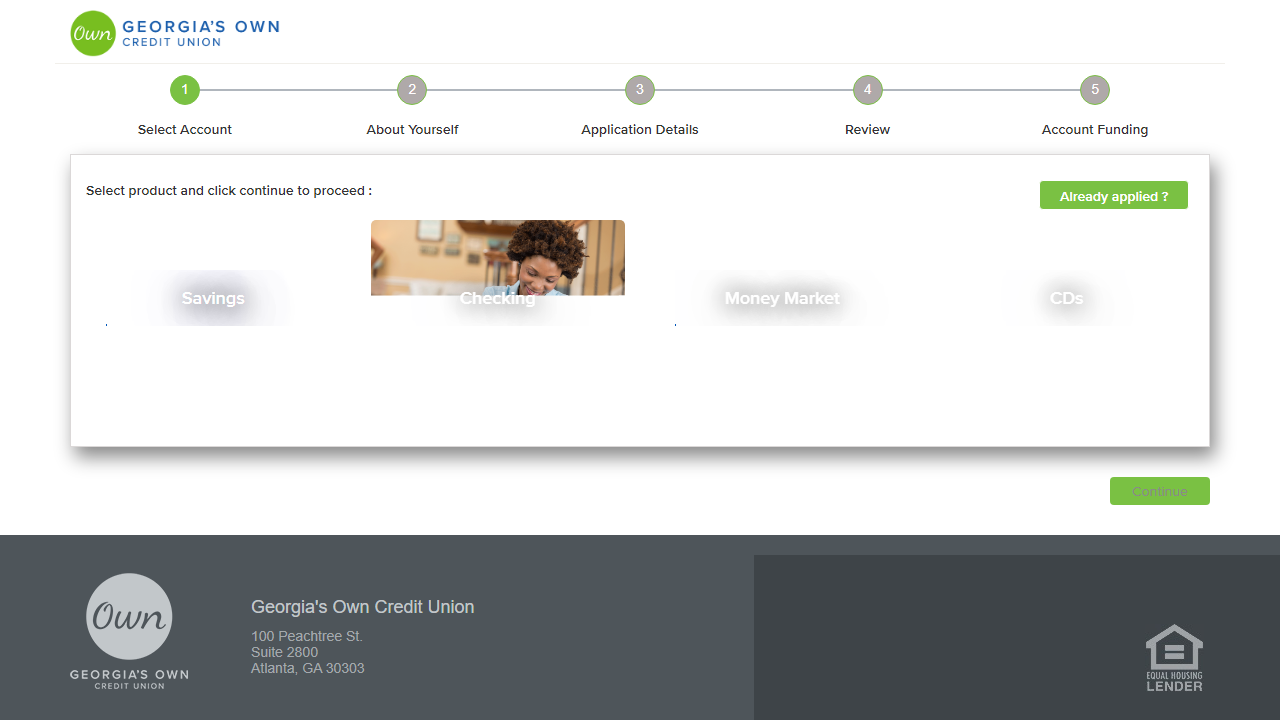 Own GEORGIA'S OWN
CREDIT UNION
1 2 3 4 5
Select Account About Yourself Application Details Review Account Funding
Select product and click continue to proceed :
Already applied ?
Savings Checking Money Market CDs
Continue
Own
GEORGIA'S OWN
CREDIT UNION
Georgia's Own Credit Union
100 Peachtree St.
Suite 2800
Atlanta, GA 30303
EQUAL HOUSING
LENDER